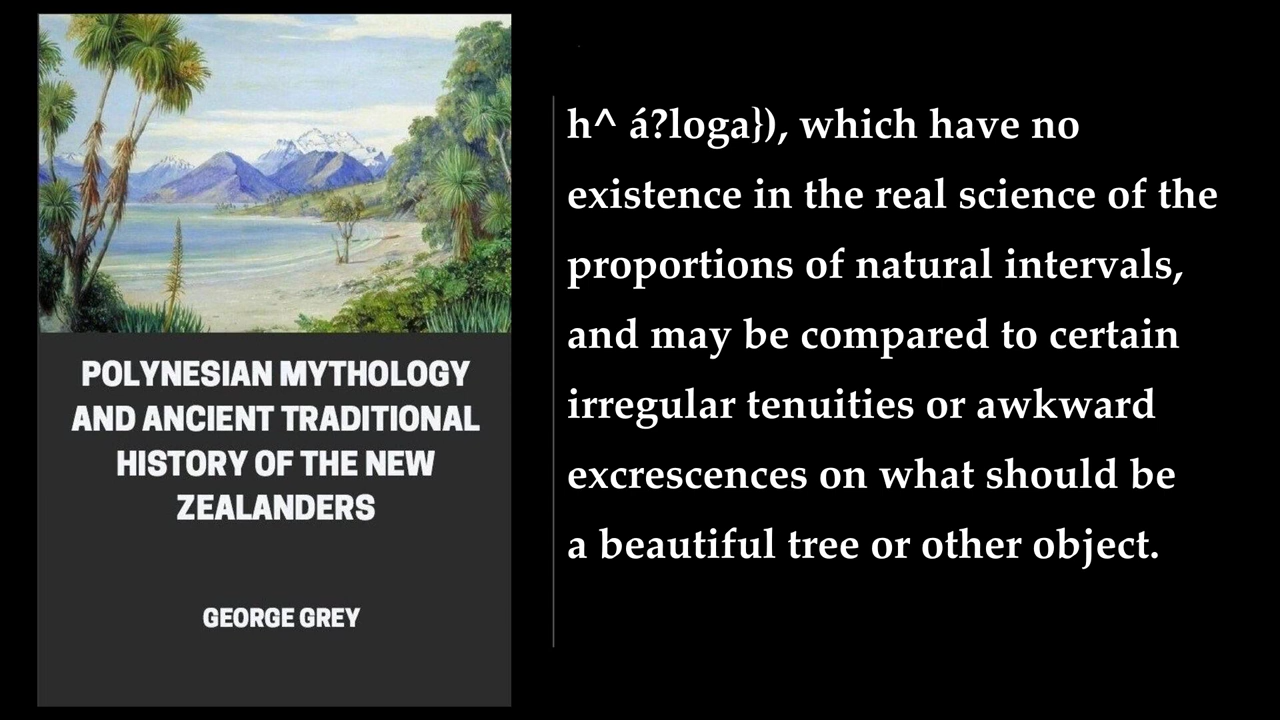 POLYNESIAN MYTHOLOGY
AND ANCIENT TRADITIONAL
HISTORY OF THE NEW
ZEALANDERS
GEORGE GREY
h^ á?loga}), which have no
existence in the real science of the
proportions of natural intervals,
and may be compared to certain
irregular tenuities or awkward
excrescences on what should be
a beautiful tree or other object.